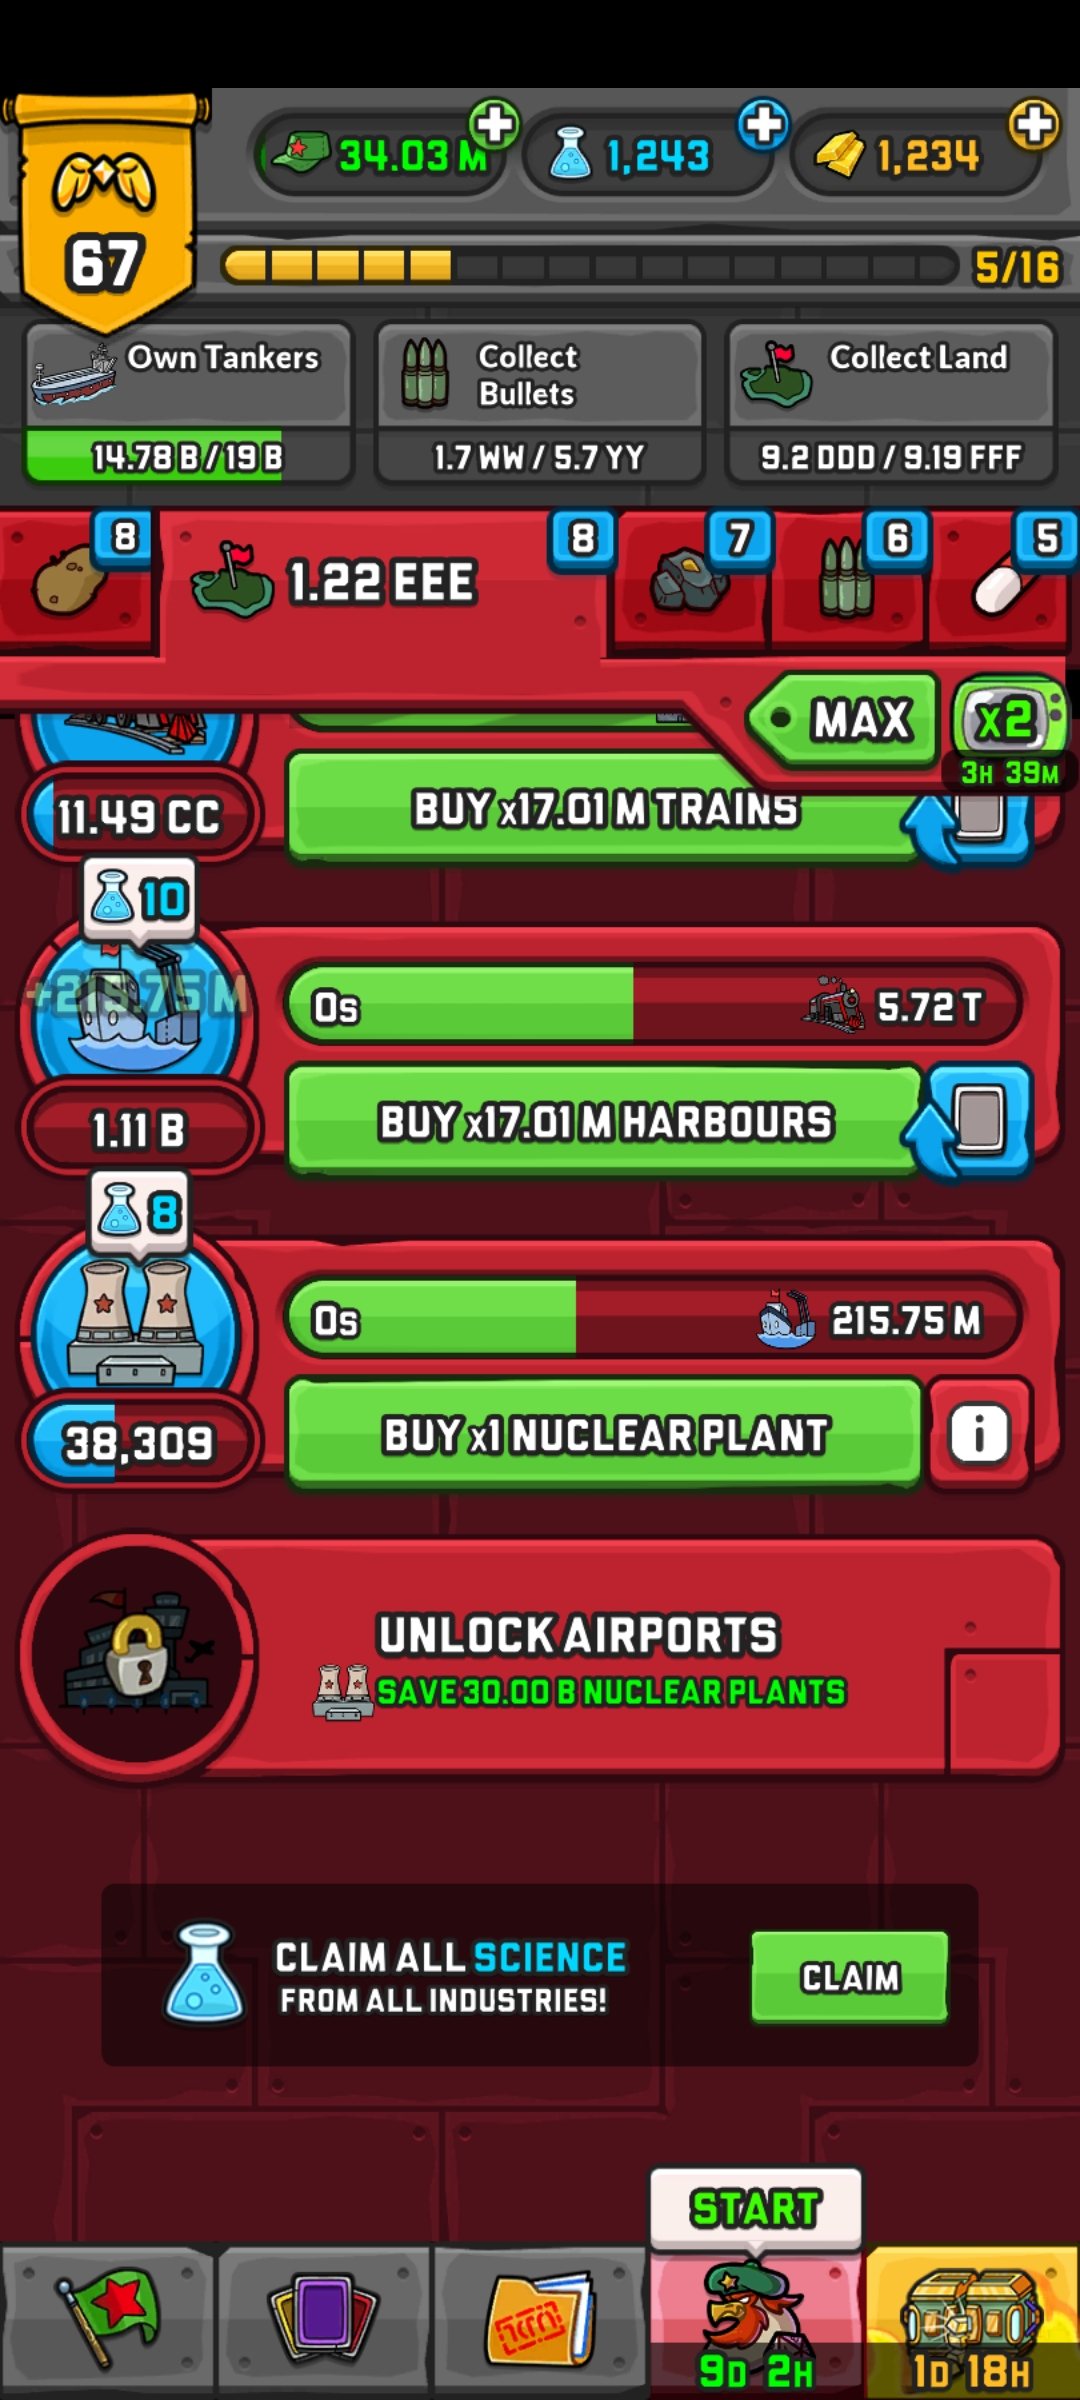 34.03 M
1,243
1,234
67
5/16
Own Tankers
14.78 B / 19 B
Collect
Bullets
1.7 WW / 5.7 YY
Collect Land
9.2 DDD / 9.19 FFF
8
1.22 EEE
8
7
6
5
MAX
x2
3H 39M
11.49 CC
BUY x17.01 M TRAINS
10
+215.75 M
0s
5.72 T
1.11 B
BUY x17.01 M HARBOURS
8
0s
215.75 M
38,309
BUY x1 NUCLEAR PLANT
i
UNLOCK AIRPORTS
SAVE 30.00 B NUCLEAR PLANTS
CLAIM ALL SCIENCE
FROM ALL INDUSTRIES!
CLAIM
START
9D 2H
1D 18H